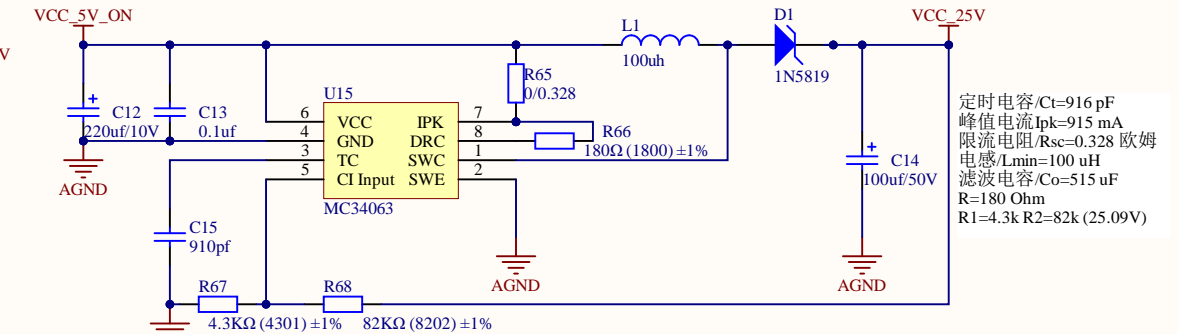 VCC_5V_ON
L1
D1
VCC_25V
V
100uh
1N5819
R65
0/0.328
U15
C12
220uf/10V
C13
0.1uf
6 VCC IPK 7
4 GND DRC 8
3 TC SWC 1
5 CI Input SWE 2
R66
180Ω (1800) ±1%
MC34063
AGND
C14
100uf/50V
定时电容/Ct=916 pF
峰值电流Ipk=915 mA
限流电阻/Rsc=0.328 欧姆
电感/Lmin=100 uH
滤波电容/Co=515 uF
R=180 Ohm
R1=4.3k R2=82k (25.09V)
C15
910pf
AGND
AGND
R67
4.3KΩ (4301) ±1%
R68
82KΩ (8202) ±1%